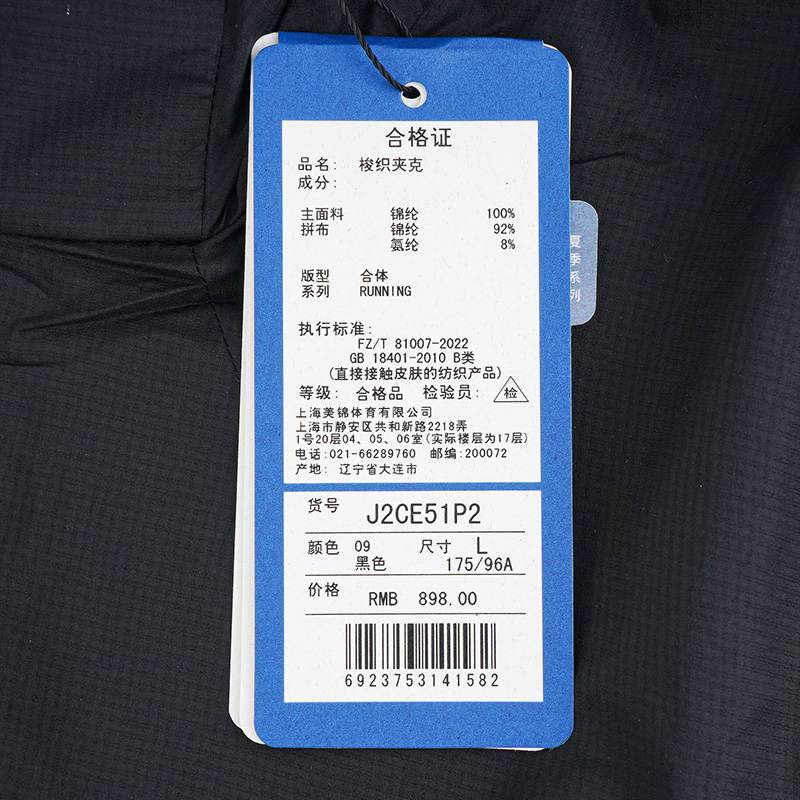 合格证
品名: 梭织夹克
成分:
主面料 锦纶 100%
拼布 锦纶 92%
氨纶 8%
版型 合体
系列 RUNNING
执行标准:
FZ/T 81007-2022
GB 18401-2010 B类
(直接接触皮肤的纺织产品)
等级: 合格品 检验员: 检
上海美锦体育有限公司
上海市静安区共和新路2218弄
1号20层04、05、06室(实际楼层为17层)
电话:021-66289760 邮编:200072
产地: 辽宁省大连市
夏季系列
货号 J2CE51P2
颜色 09 尺寸 L
黑色 175/96A
价格 RMB 898.00
6923753141582